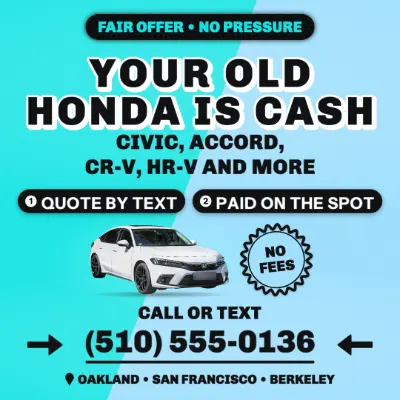 FAIR OFFER • NO PRESSURE
YOUR OLD
HONDA IS CASH
CIVIC, ACCORD,
CR-V, HR-V AND MORE
1 QUOTE BY TEXT
2 PAID ON THE SPOT
NO
FEES
CALL OR TEXT
(510) 555-0136
OAKLAND • SAN FRANCISCO • BERKELEY